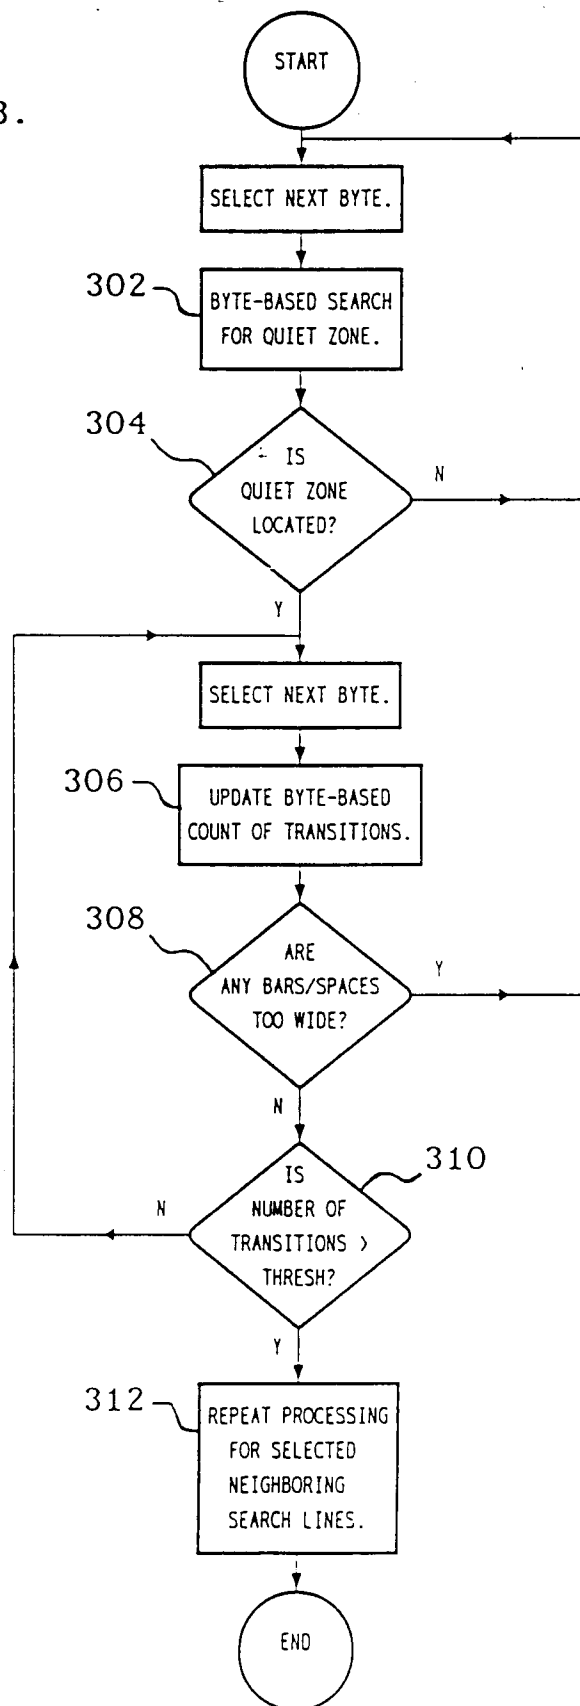 START
3.
SELECT NEXT BYTE.
302
BYTE-BASED SEARCH
FOR QUIET ZONE.
304
IS
QUIET ZONE
LOCATED?
N
Y
SELECT NEXT BYTE.
306
UPDATE BYTE-BASED
COUNT OF TRANSITIONS.
308
ARE
ANY BARS/SPACES
TOO WIDE?
Y
N
310
IS
NUMBER OF
TRANSITIONS >
THRESH?
N
Y
312
REPEAT PROCESSING
FOR SELECTED
NEIGHBORING
SEARCH LINES.
END